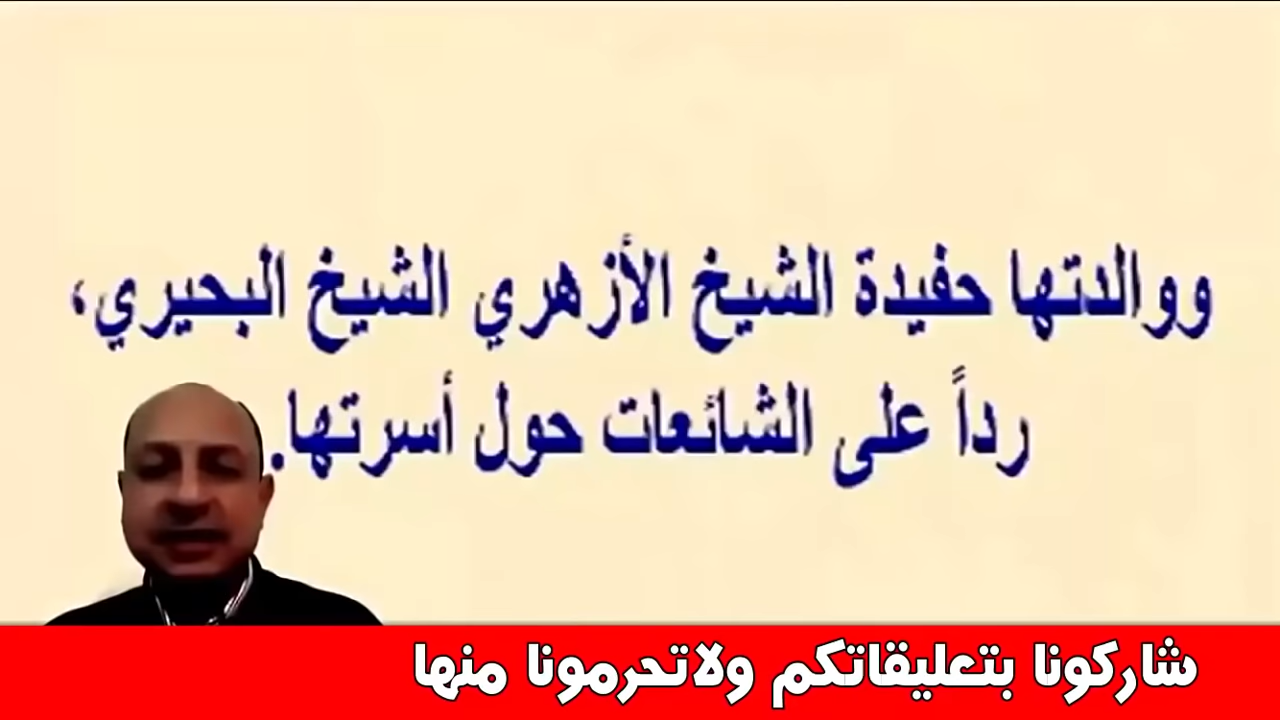 ووالدتها حفيدة الشيخ الأزهري الشيخ البحيري،
رداً على الشائعات حول أسرتها.
شاركونا بتعليقاتكم ولاتحرمونا منها